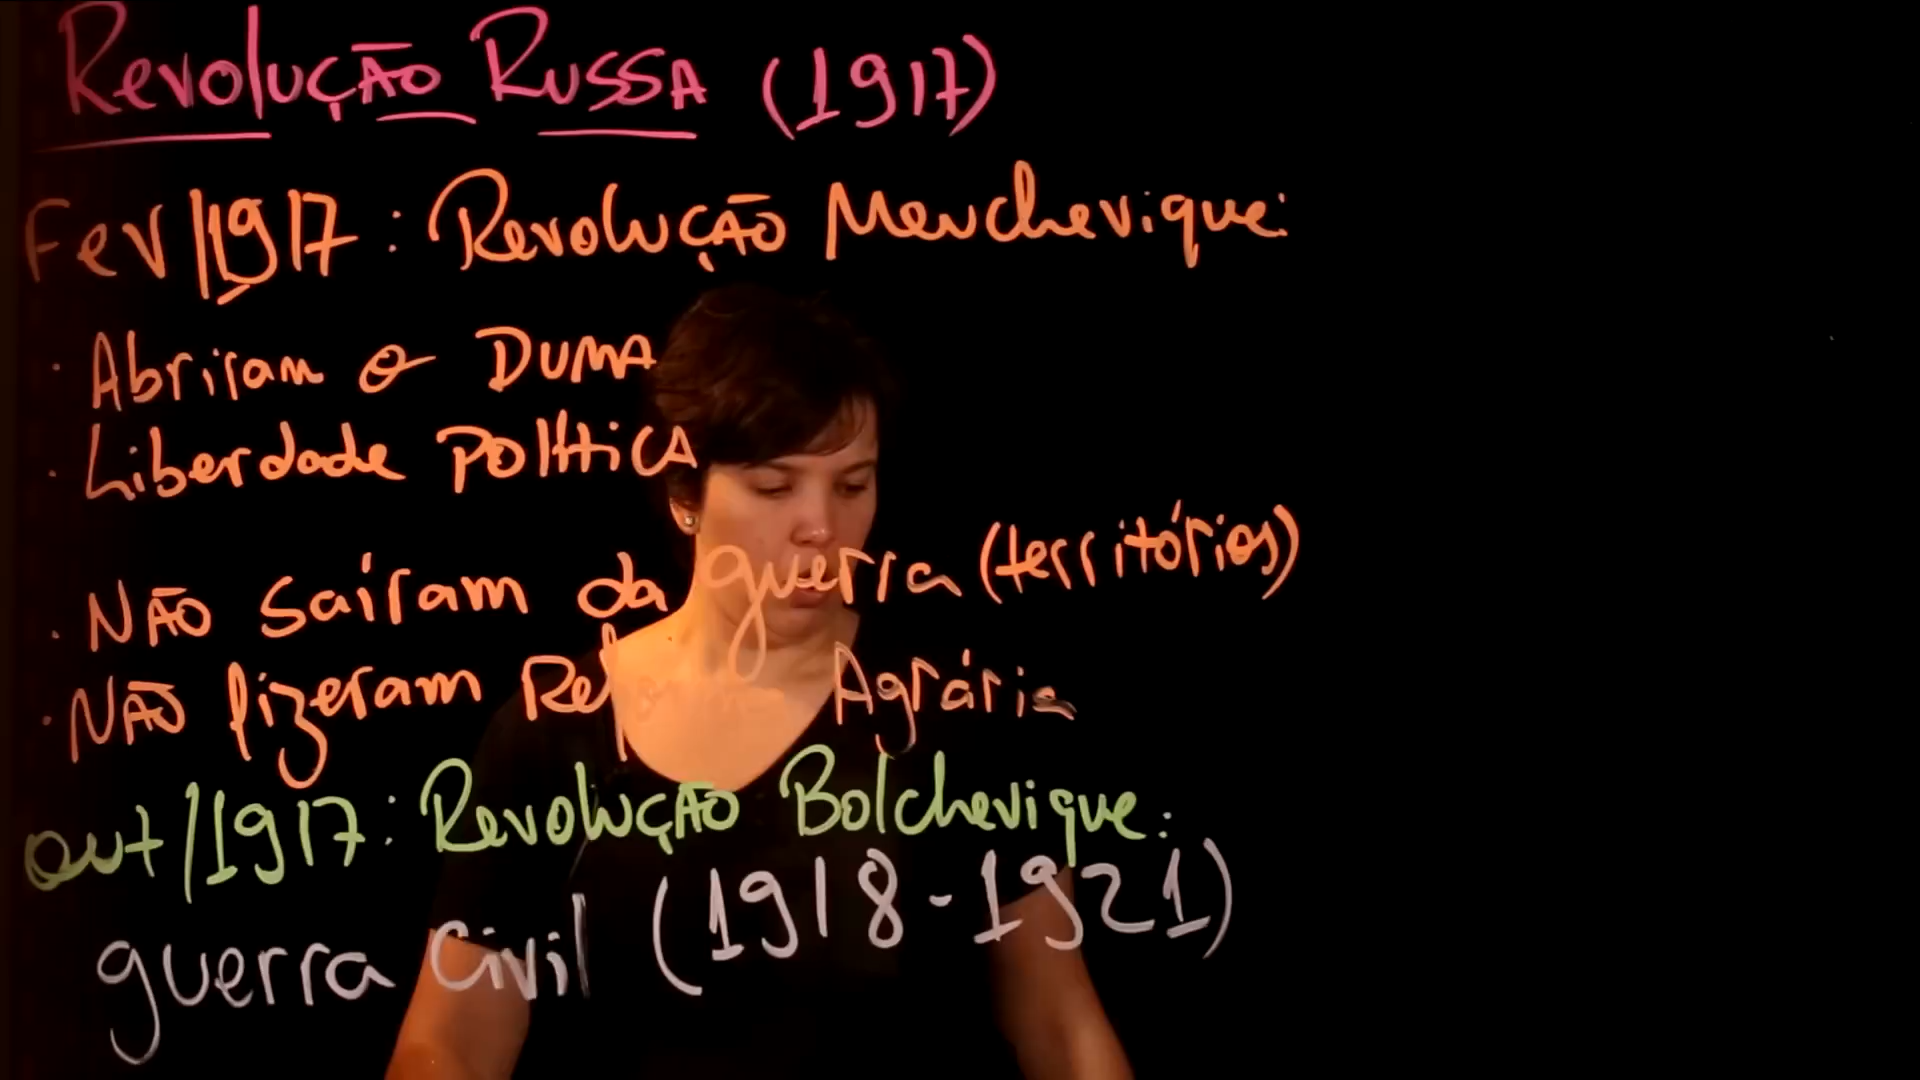 Revolução Russa (1917)
Fev/1917: Revolução Menchevique:
· Abriram a DUMA
· Liberdade política
· NÃO saíram da guerra (territórios)
· NÃO fizeram Reforma Agrária
out/1917: Revolução Bolchevique:
guerra Civil (1918-1921)